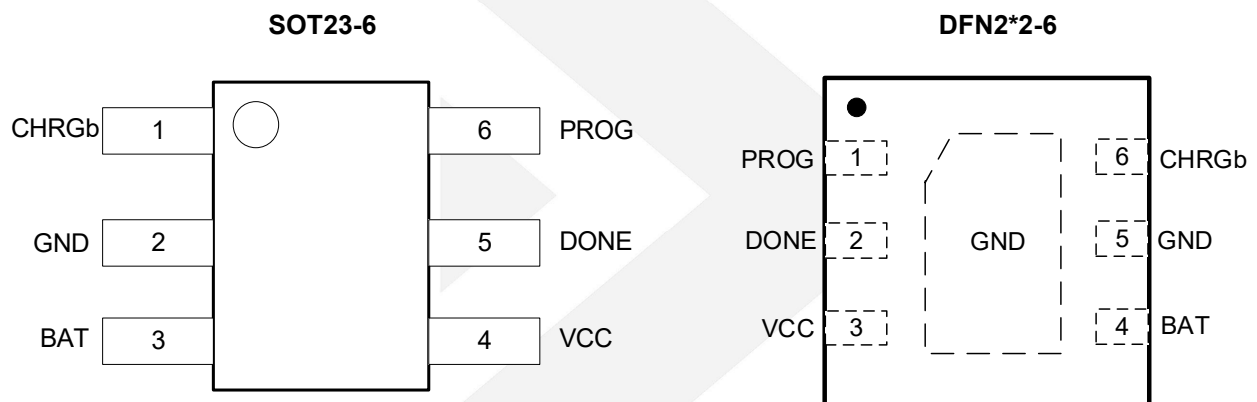 SOT23-6
CHRGb 1 6 PROG
GND 2 5 DONE
BAT 3 4 VCC
DFN2*2-6
PROG 1 6 CHRGb
DONE 2 GND 5 GND
VCC 3 4 BAT